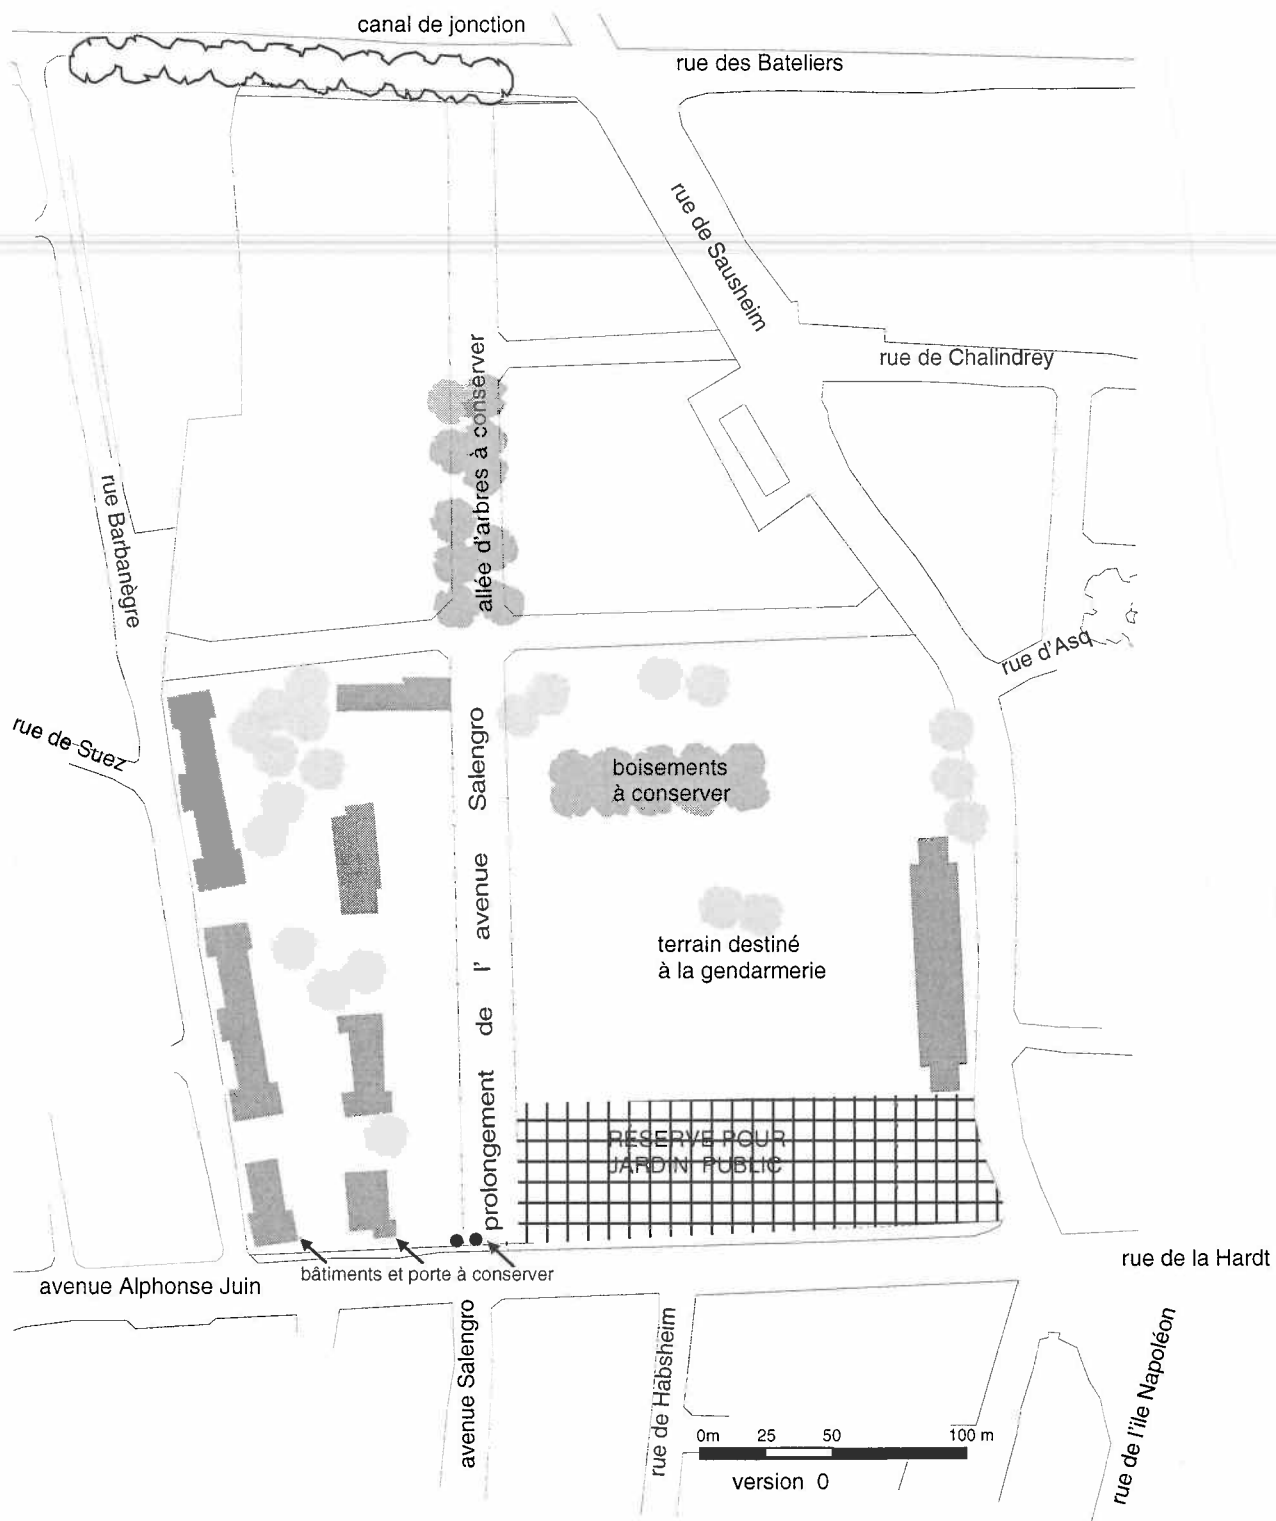 canal de jonction
rue des Bateliers
rue de Sausheim
rue de Chalindrey
allée d'arbres à conserver
rue Barbanègre
rue d'Asq
rue de Suez
boisements
à conserver
prolongement de l' avenue Salengro
terrain destiné
à la gendarmerie
RÉSERVE POUR
JARDIN PUBLIC
rue de la Hardt
bâtiments et porte à conserver
avenue Alphonse Juin
avenue Salengro
rue de Habsheim
rue de l'ile Napoléon
0m 25 50 100 m
version 0